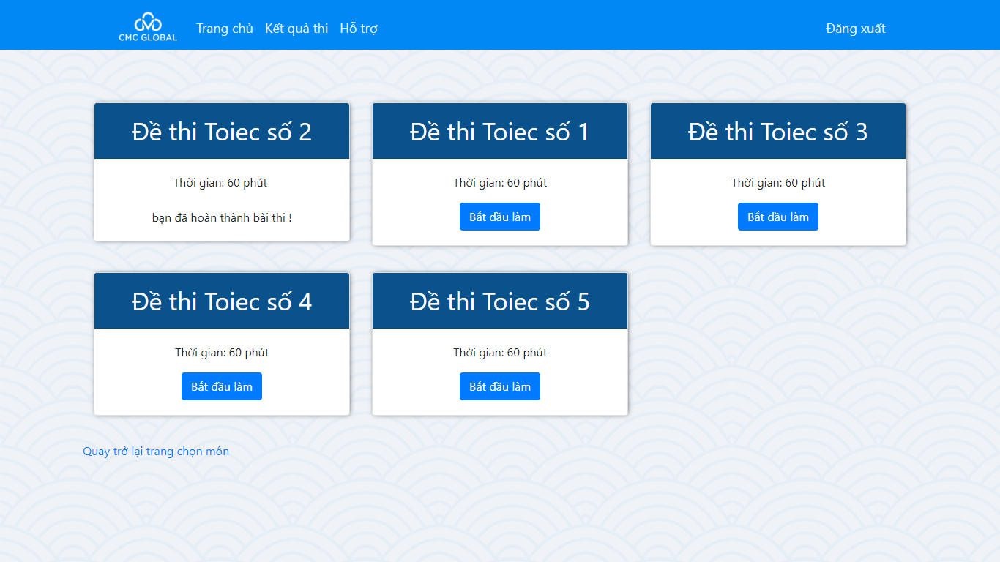 CMC GLOBAL
Trang chủ
Kết quả thi
Hỗ trợ
Đăng xuất
Đề thi Toiec số 2
Thời gian: 60 phút
bạn đã hoàn thành bài thi !
Đề thi Toiec số 1
Thời gian: 60 phút
Bắt đầu làm
Đề thi Toiec số 3
Thời gian: 60 phút
Bắt đầu làm
Đề thi Toiec số 4
Thời gian: 60 phút
Bắt đầu làm
Đề thi Toiec số 5
Thời gian: 60 phút
Bắt đầu làm
Quay trở lại trang chọn môn